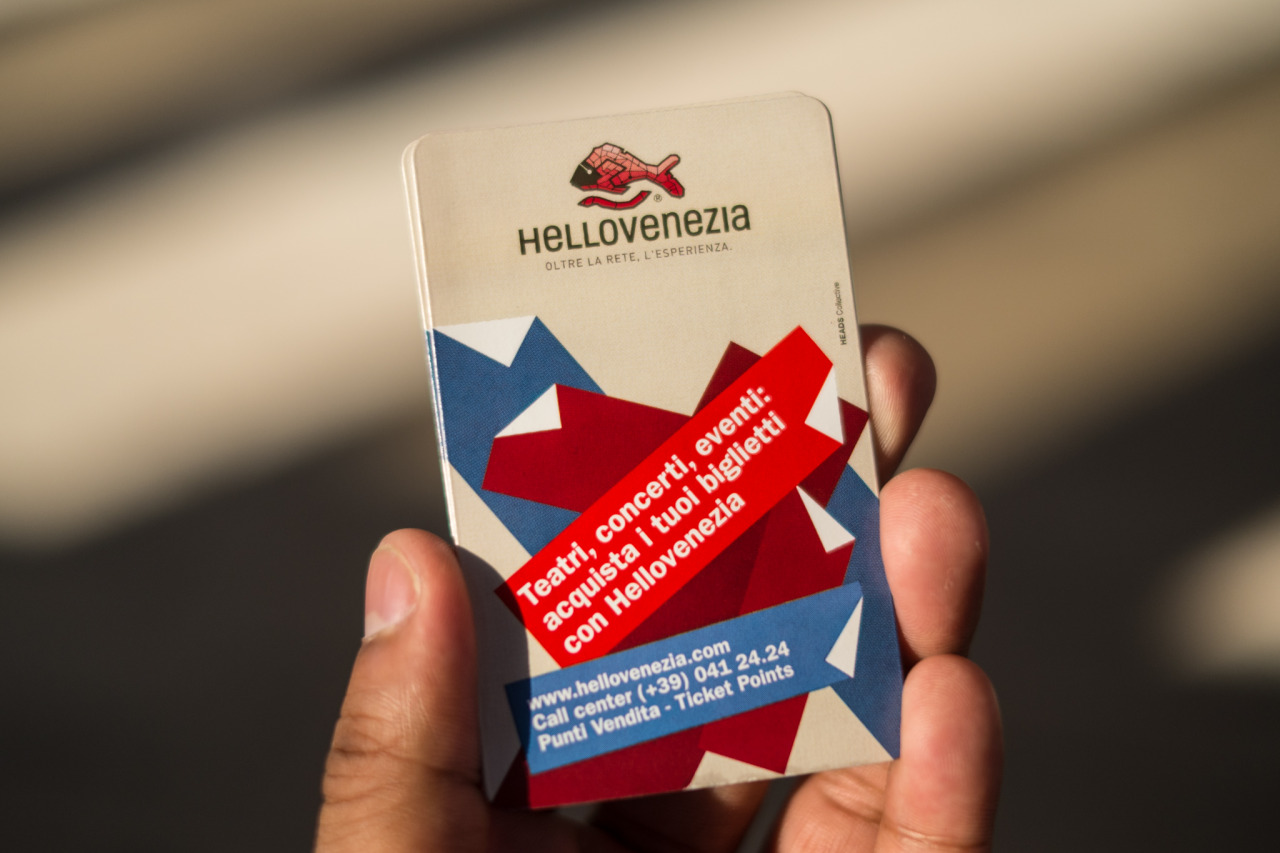 HELLOVENEZIA
OLTRE LA RETE, L'ESPERIENZA.
HEADS Collective
Teatri, concerti, eventi:
acquista i tuoi biglietti
con Hellovenezia
www.hellovenezia.com
Call center (+39) 041 24.24
Punti Vendita - Ticket Points